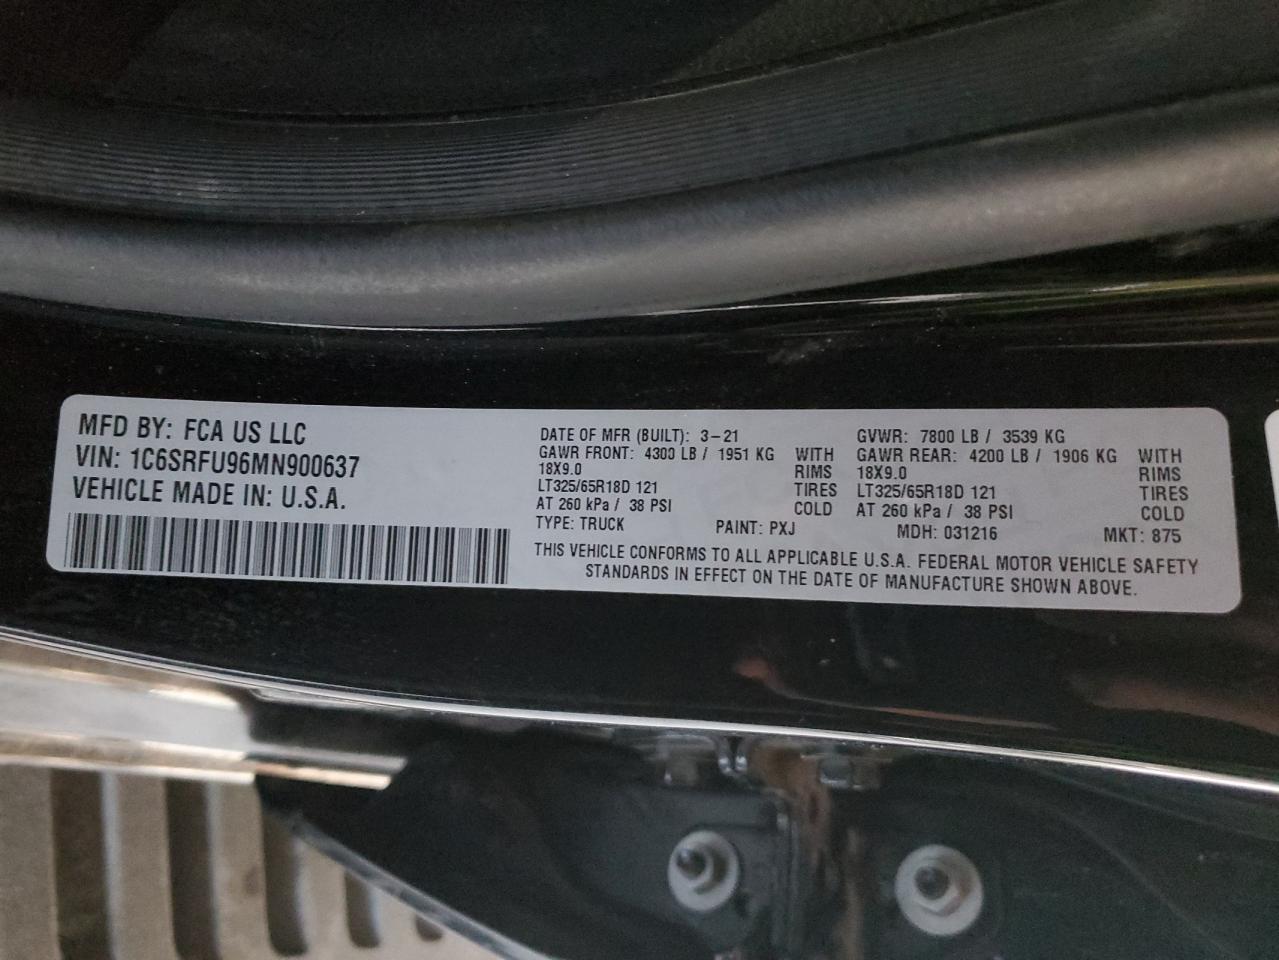 MFD BY: FCA US LLC
VIN: 1C6SRFU96MN900637
VEHICLE MADE IN: U.S.A.
DATE OF MFR (BUILT): 3-21 GVWR: 7800 LB / 3539 KG
GAWR FRONT: 4300 LB / 1951 KG WITH GAWR REAR: 4200 LB / 1906 KG WITH
18X9.0 RIMS 18X9.0 RIMS
LT325/65R18D 121 TIRES LT325/65R18D 121 TIRES
AT 260 kPa / 38 PSI COLD AT 260 kPa / 38 PSI COLD
TYPE: TRUCK PAINT: PXJ MDH: 031216 MKT: 875
THIS VEHICLE CONFORMS TO ALL APPLICABLE U.S.A. FEDERAL MOTOR VEHICLE SAFETY
STANDARDS IN EFFECT ON THE DATE OF MANUFACTURE SHOWN ABOVE.